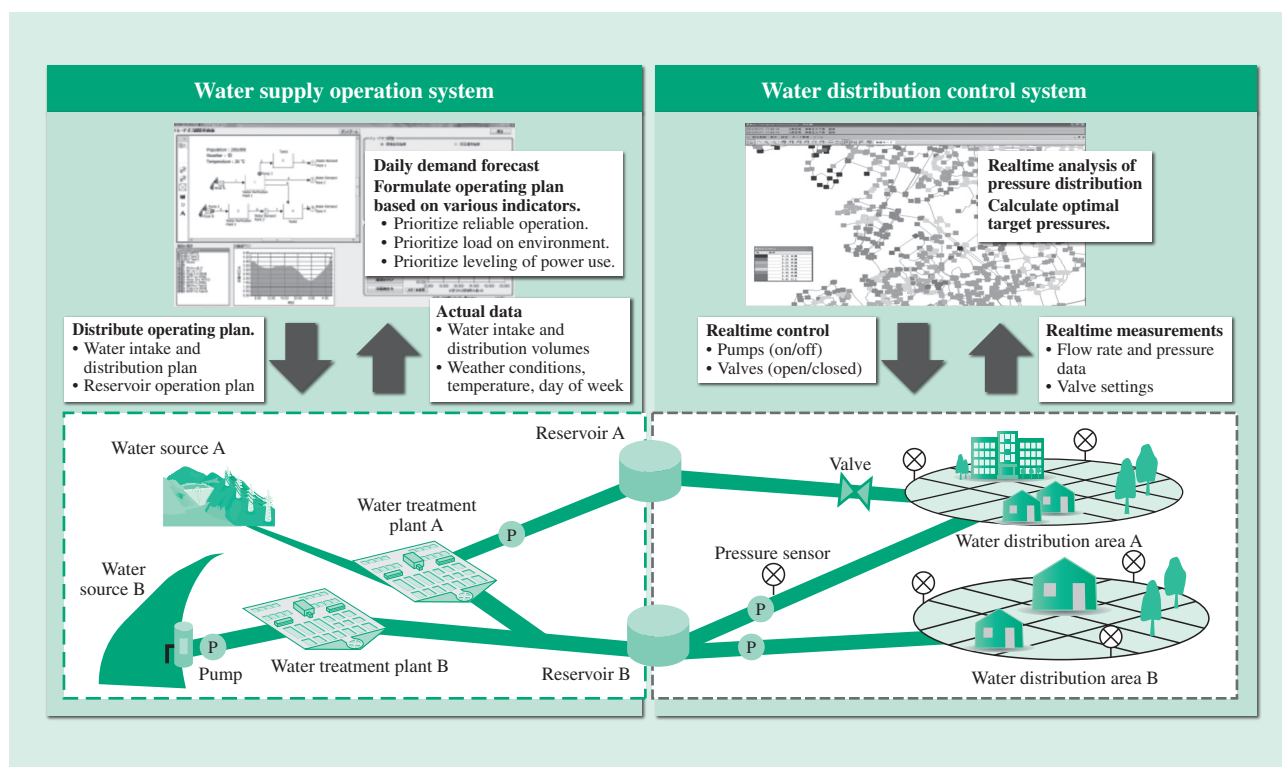 Water supply operation system
Daily demand forecast
Formulate operating plan
based on various indicators.
• Prioritize reliable operation.
• Prioritize load on environment.
• Prioritize leveling of power use.
Distribute operating plan.
• Water intake and
distribution plan
• Reservoir operation plan
Actual data
• Water intake and
distribution volumes
• Weather conditions,
temperature, day of week
Water distribution control system
Realtime analysis of
pressure distribution
Calculate optimal
target pressures.
Realtime control
• Pumps (on/off)
• Valves (open/closed)
Realtime measurements
• Flow rate and pressure
data
• Valve settings
Water source A
Water treatment
plant A
Reservoir A
P
Water
source B
P
Pump
Water treatment plant B
Reservoir B
Valve
Pressure sensor
P
P
Water distribution area A
Water distribution area B